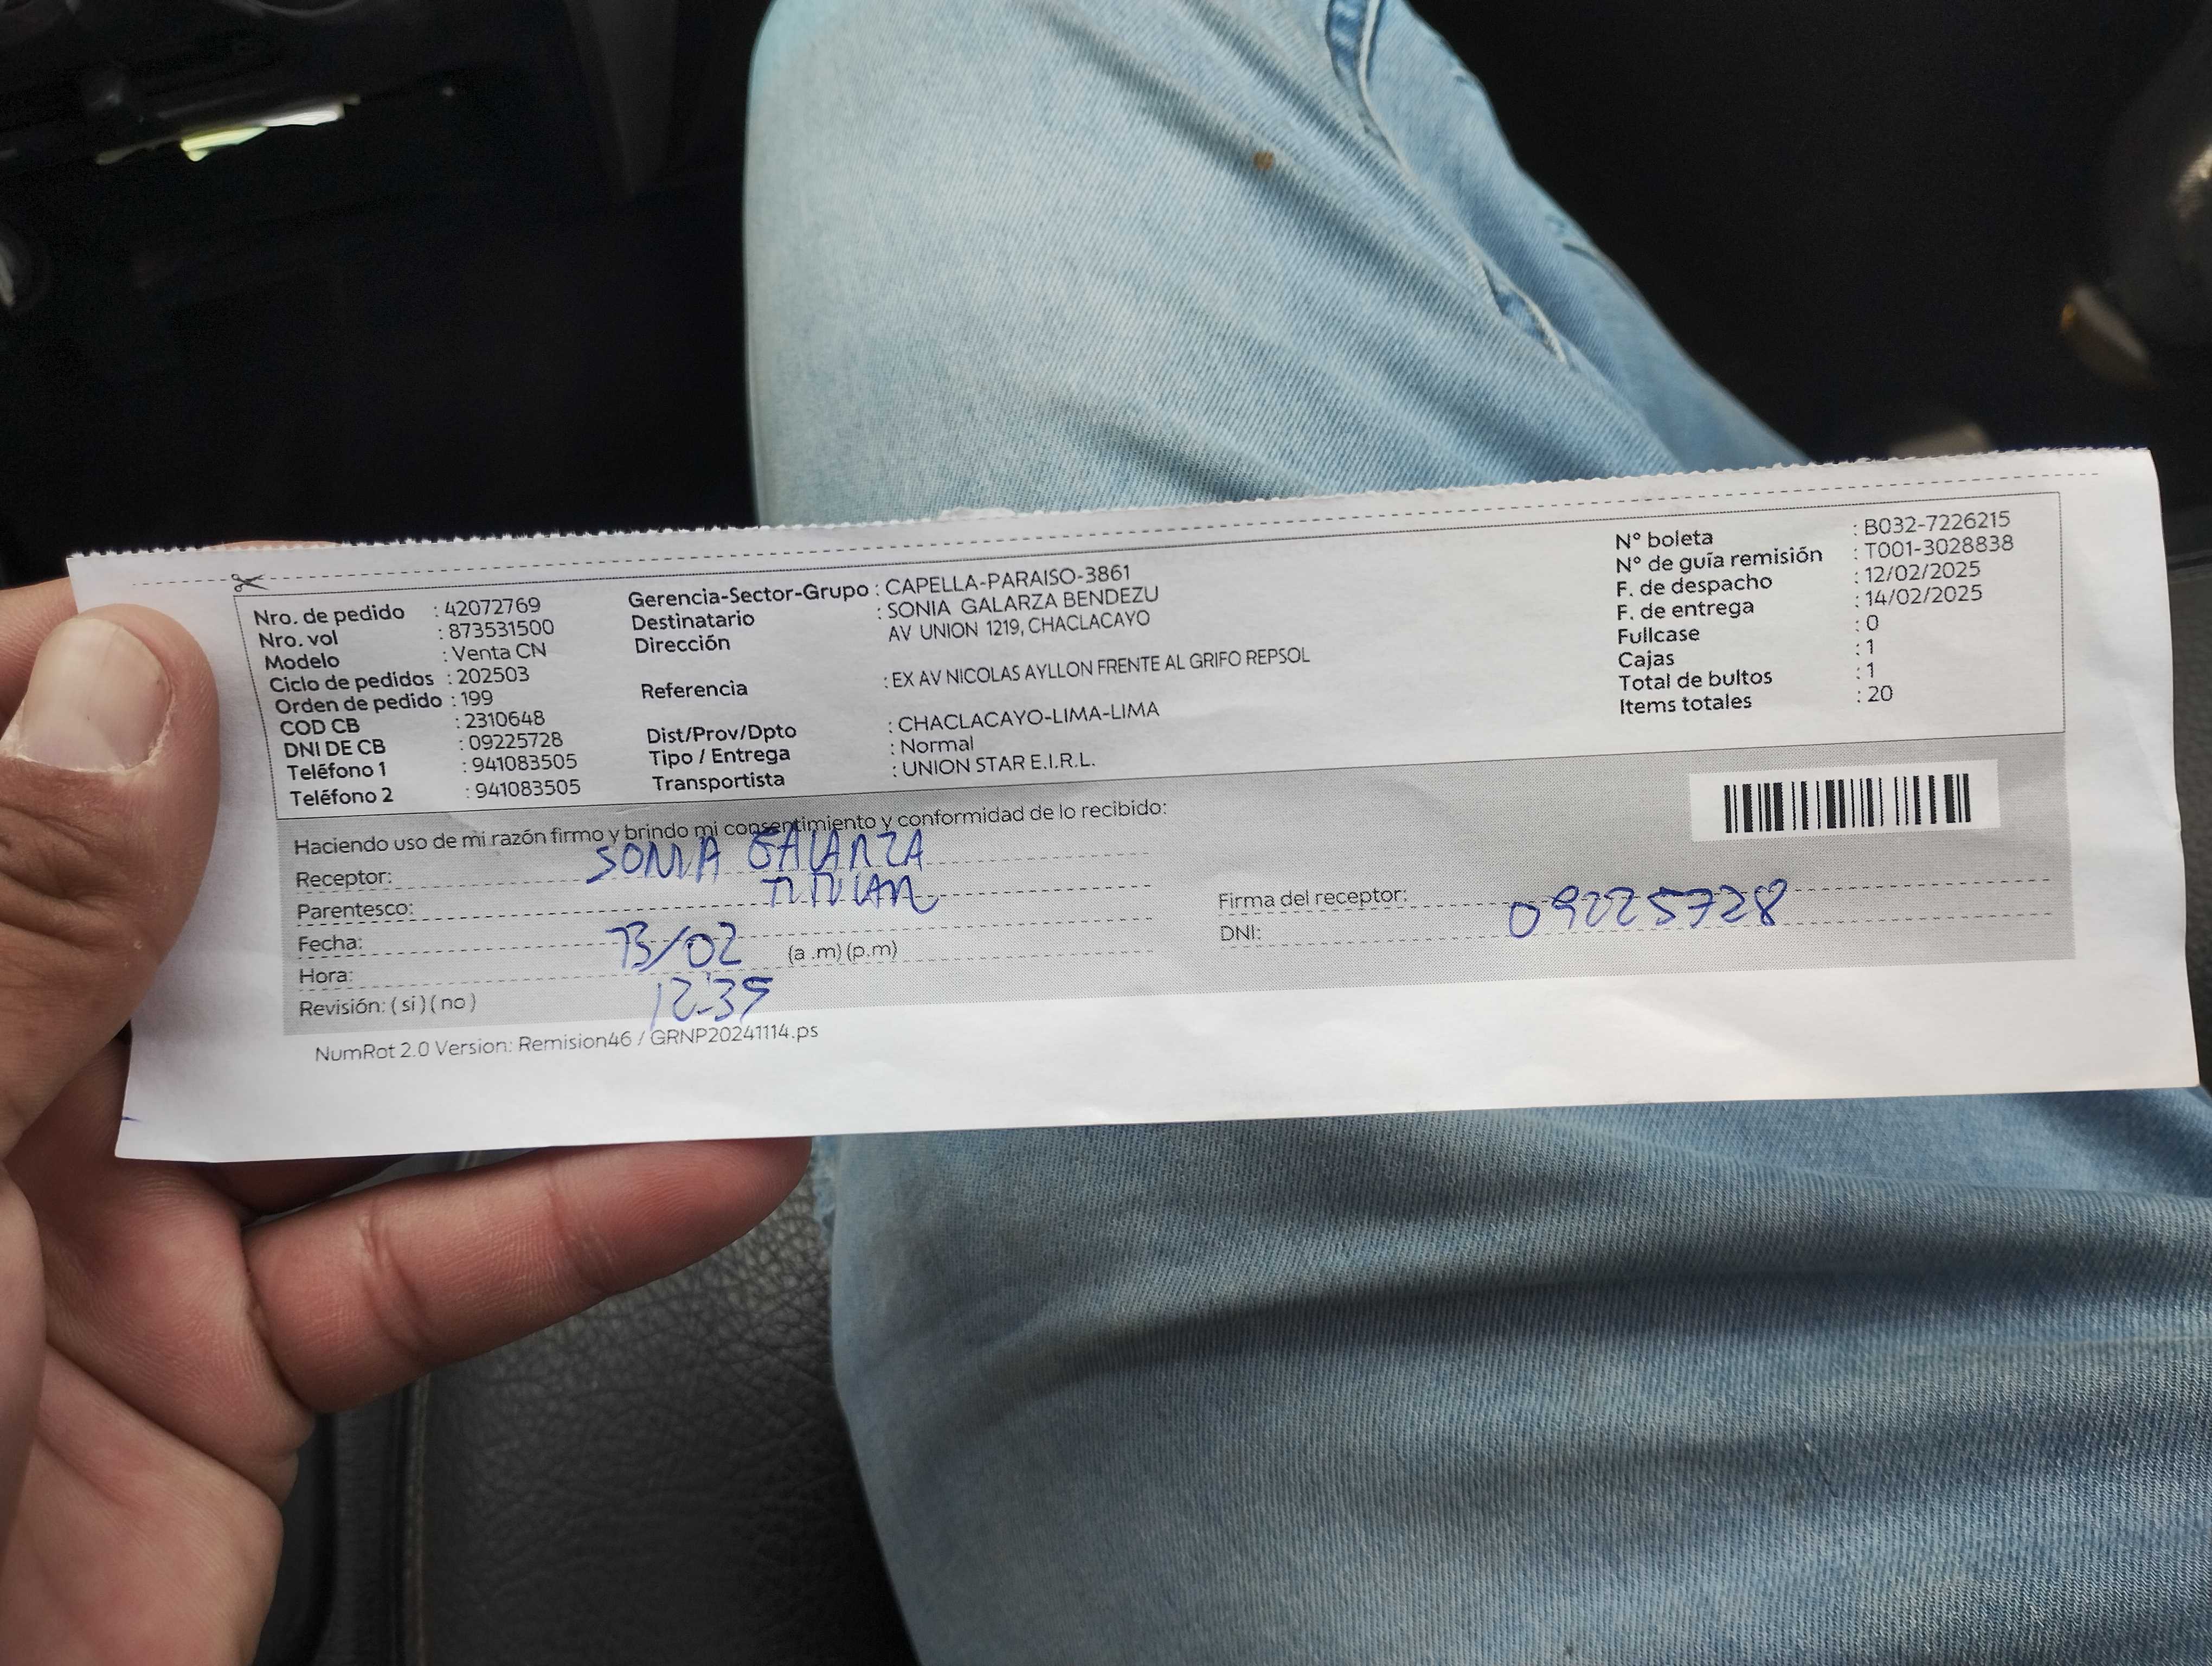 Nro. de pedido : 42072769
Nro. vol : 873531500
Modelo : Venta CN
Ciclo de pedidos : 202503
Orden de pedido : 199
COD CB : 2310648
DNI DE CB : 09225728
Teléfono 1 : 941083505
Teléfono 2 : 941083505
Gerencia-Sector-Grupo : CAPELLA-PARAISO-3861
Destinatario : SONIA GALARZA BENDEZU
Dirección AV UNION 1219, CHACLACAYO
Referencia : EX AV NICOLAS AYLLON FRENTE AL GRIFO REPSOL
Dist/Prov/Dpto : CHACLACAYO-LIMA-LIMA
Tipo / Entrega : Normal
Transportista : UNION STAR E.I.R.L.
N° boleta : B032-7226215
N° de guía remisión : T001-3028838
F. de despacho : 12/02/2025
F. de entrega : 14/02/2025
Fullcase : 0
Cajas : 1
Total de bultos : 1
Items totales : 20
Haciendo uso de mi razón firmo y brindo mi consentimiento y conformidad de lo recibido:
Receptor: SONIA GALARZA
Parentesco: TITULAR
Fecha: 13/02
Hora: 12:39 (a .m) (p.m)
Revisión: ( si ) ( no )
Firma del receptor:
DNI: 09225728
NumRot 2.0 Version: Remision46 / GRNP20241114.ps